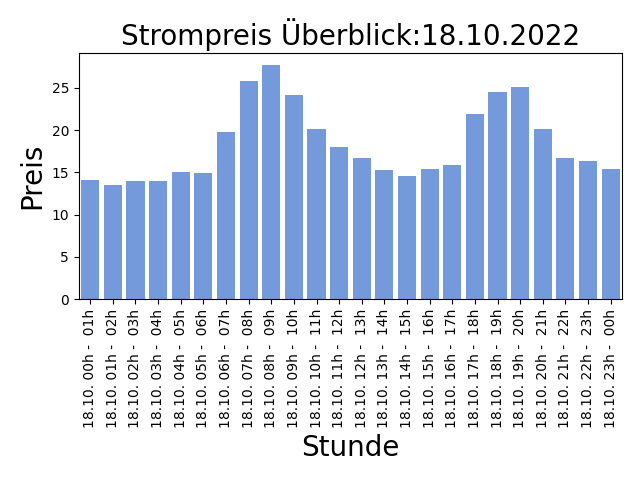 Strompreis Überblick:18.10.2022
Preis
25
20
15
10
5
0
18.10. 00h - 01h
18.10. 01h - 02h
18.10. 02h - 03h
18.10. 03h - 04h
18.10. 04h - 05h
18.10. 05h - 06h
18.10. 06h - 07h
18.10. 07h - 08h
18.10. 08h - 09h
18.10. 09h - 10h
18.10. 10h - 11h
18.10. 11h - 12h
18.10. 12h - 13h
18.10. 13h - 14h
18.10. 14h - 15h
18.10. 15h - 16h
18.10. 16h - 17h
18.10. 17h - 18h
18.10. 18h - 19h
18.10. 19h - 20h
18.10. 20h - 21h
18.10. 21h - 22h
18.10. 22h - 23h
18.10. 23h - 00h
Stunde